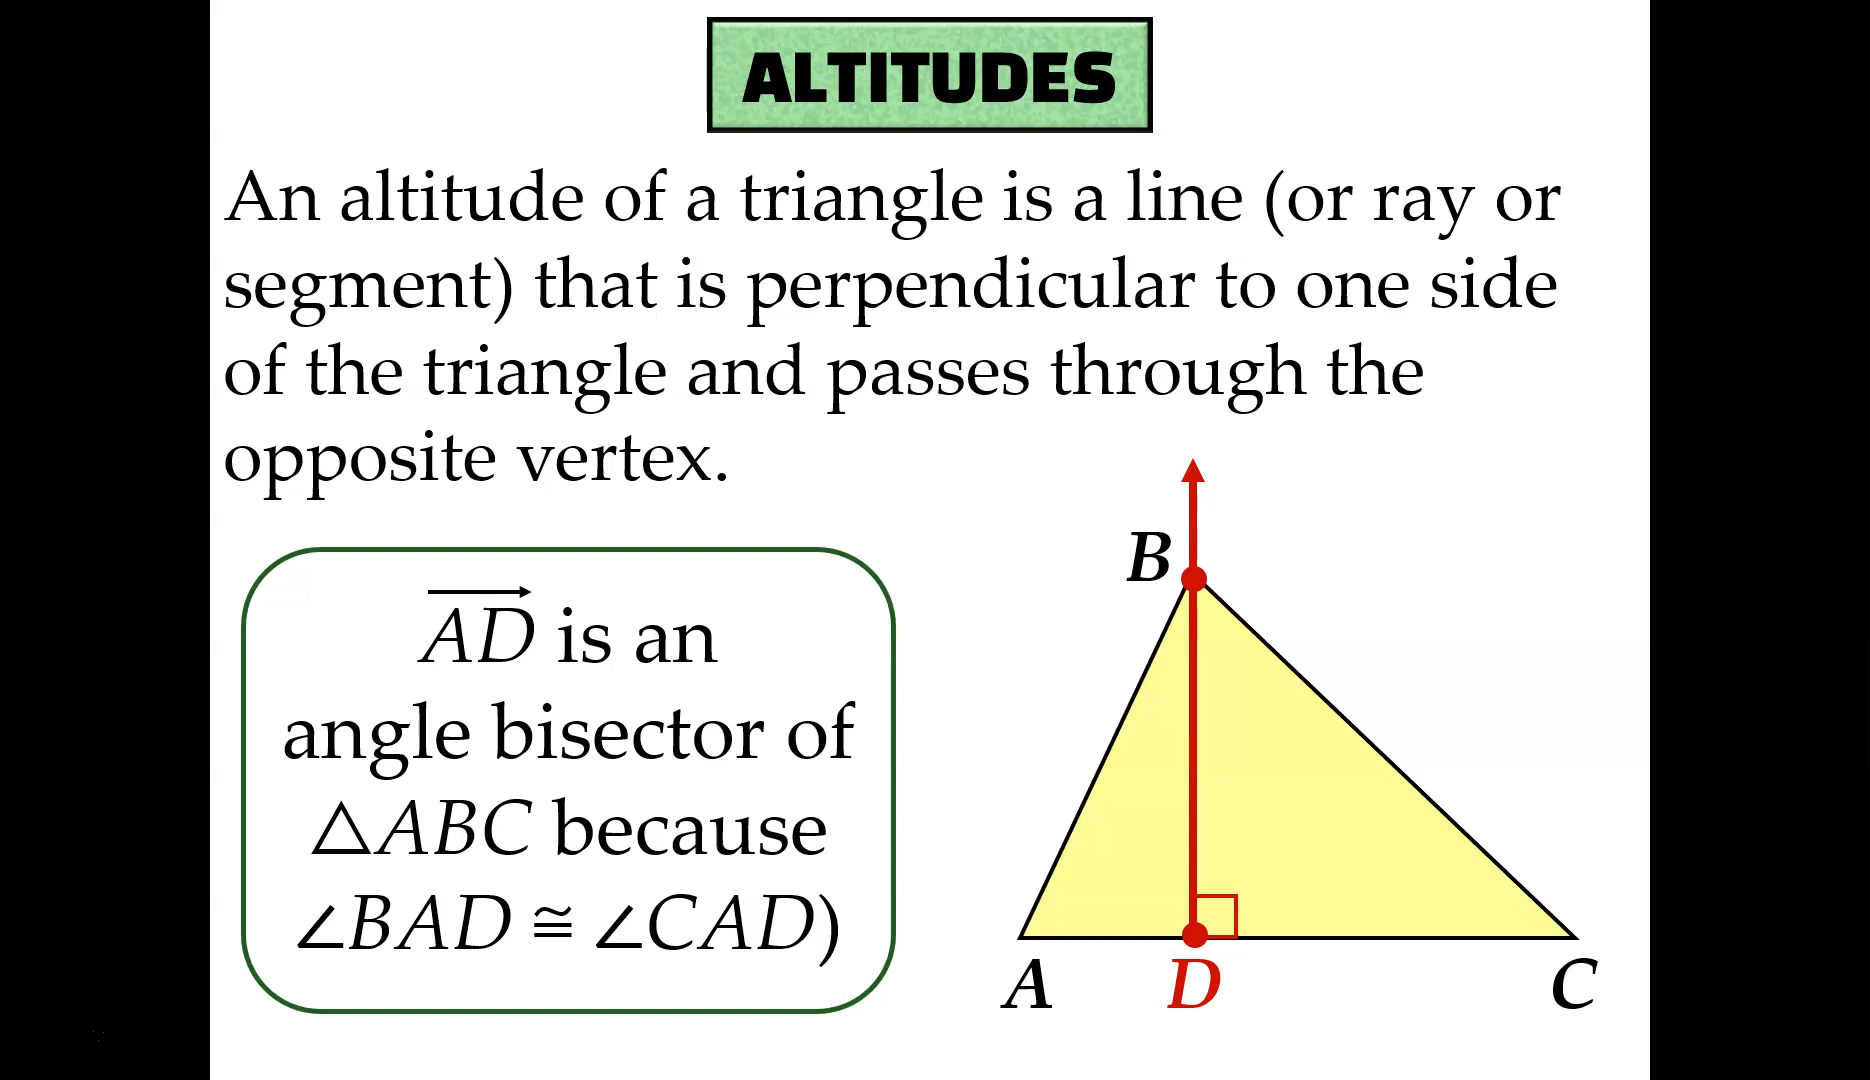 ALTITUDES
An altitude of a triangle is a line (or ray or
segment) that is perpendicular to one side
of the triangle and passes through the
opposite vertex.
$\overrightarrow{AD}$ is an
angle bisector of
△ABC because
∠BAD ≅ ∠CAD)
B
A
D
C